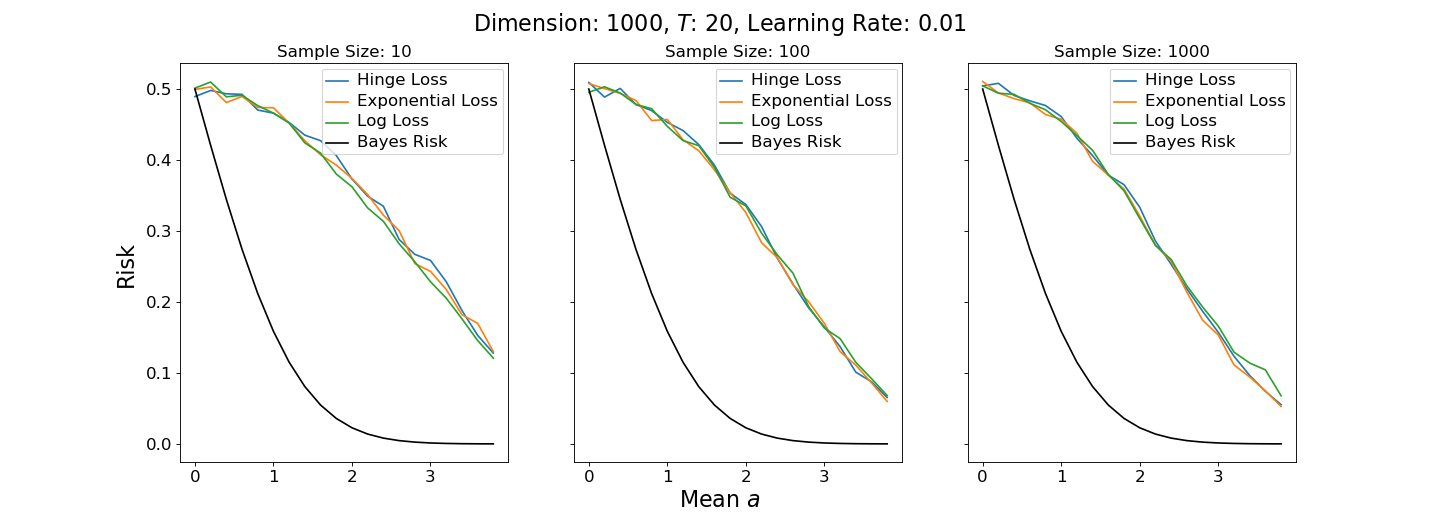 Dimension: 1000, T: 20, Learning Rate: 0.01
Sample Size: 10
Sample Size: 100
Sample Size: 1000
Risk
0.5
0.4
0.3
0.2
0.1
0.0
Hinge Loss
Exponential Loss
Log Loss
Bayes Risk
Hinge Loss
Exponential Loss
Log Loss
Bayes Risk
Hinge Loss
Exponential Loss
Log Loss
Bayes Risk
0 1 2 3
0 1 2 3
0 1 2 3
Mean a